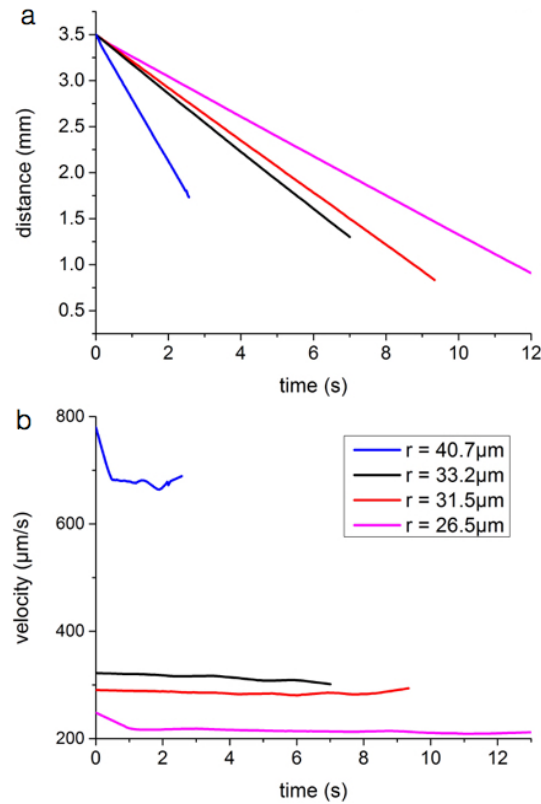 a
3.5
3.0
2.5
2.0
1.5
1.0
0.5
distance (mm)
0 2 4 6 8 10 12
time (s)
b
800
600
400
200
velocity (µm/s)
r = 40.7µm
r = 33.2µm
r = 31.5µm
r = 26.5µm
0 2 4 6 8 10 12
time (s)